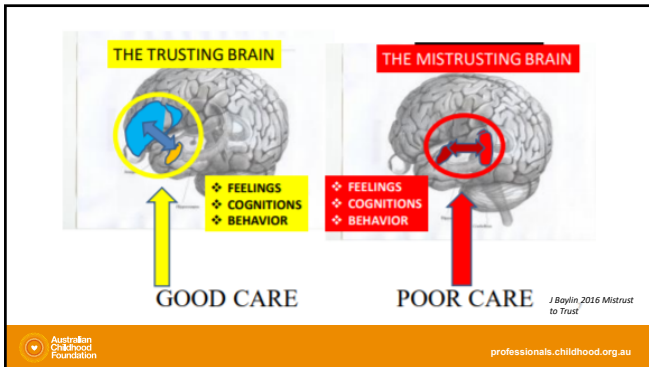 THE TRUSTING BRAIN
THE MISTRUSTING BRAIN
❖ FEELINGS
❖ COGNITIONS
❖ BEHAVIOR
❖ FEELINGS
❖ COGNITIONS
❖ BEHAVIOR
GOOD CARE
POOR CARE
J Baylin 2016 Mistrust
to Trust
Australian
Childhood
Foundation
professionals.childhood.org.au